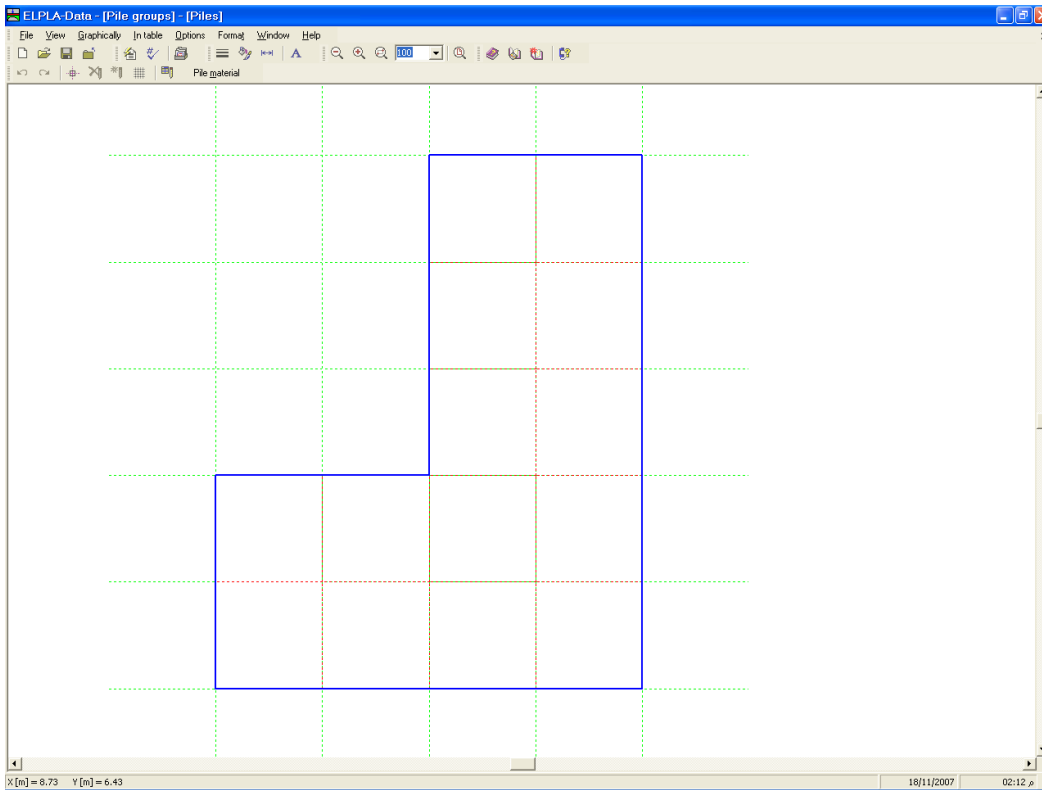 ELPLA-Data - [Pile groups] - [Piles]
File View Graphically In table Options Format Window Help
A 100
Pile material
X [m] = 8.73 Y [m] = 6.43 18/11/2007 02:12 م